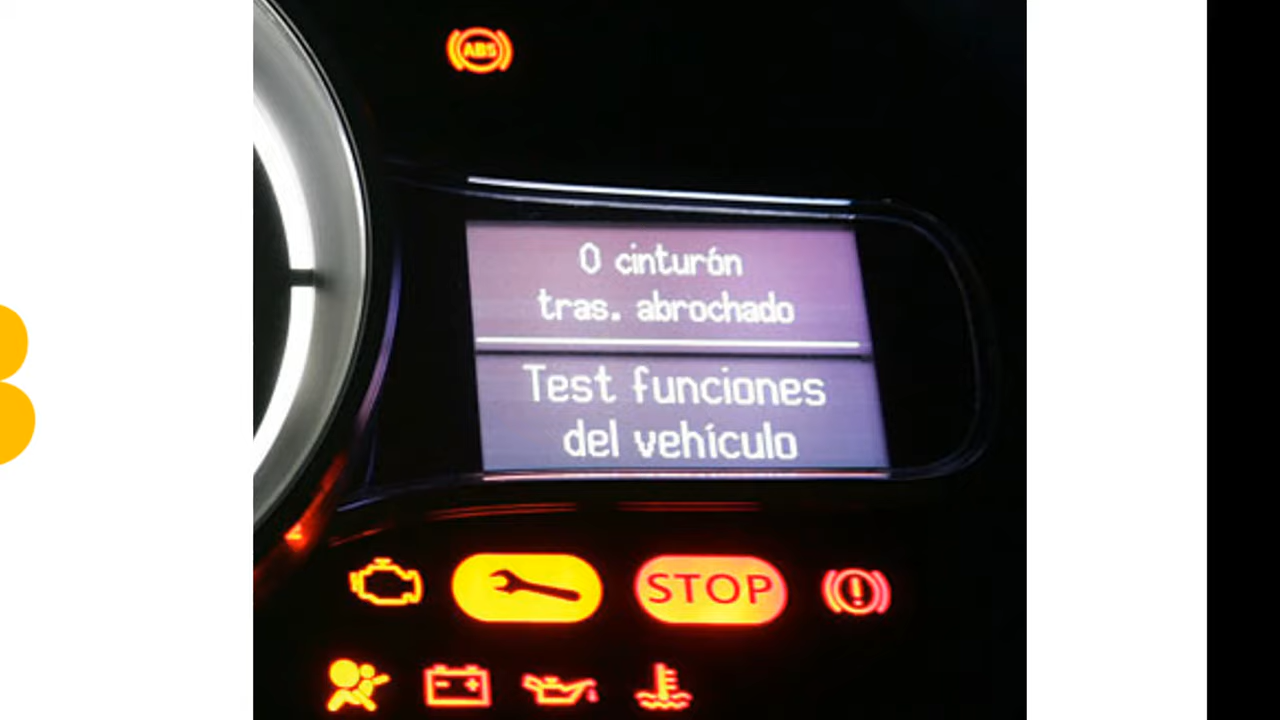 ABS
0 cinturón
tras. abrochado
Test funciones
del vehículo
STOP